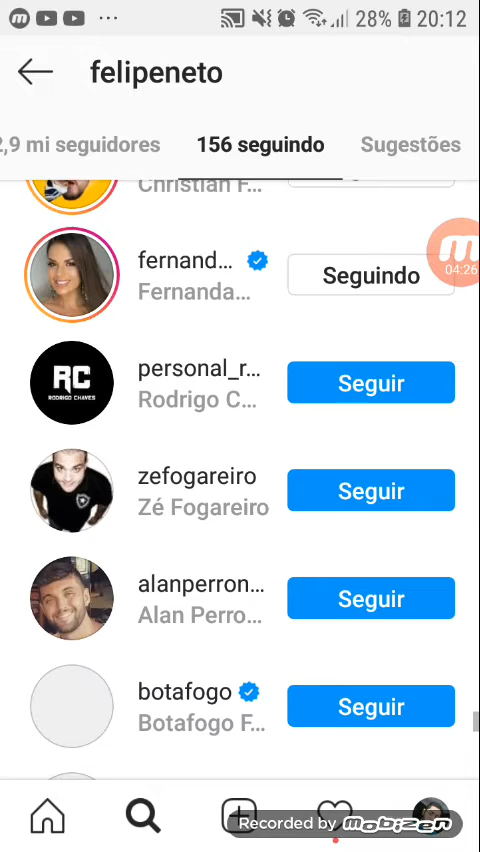 28% 20:12
felipeneto
2,9 mi seguidores 156 seguindo Sugestões
Christian F...
fernand...
Fernanda...
Seguindo
04:26
RC
RODRIGO CHAVES
personal_r...
Rodrigo C...
Seguir
zefogareiro
Zé Fogareiro
Seguir
alanperron...
Alan Perro...
Seguir
botafogo
Botafogo F...
Seguir
Recorded by mobizen